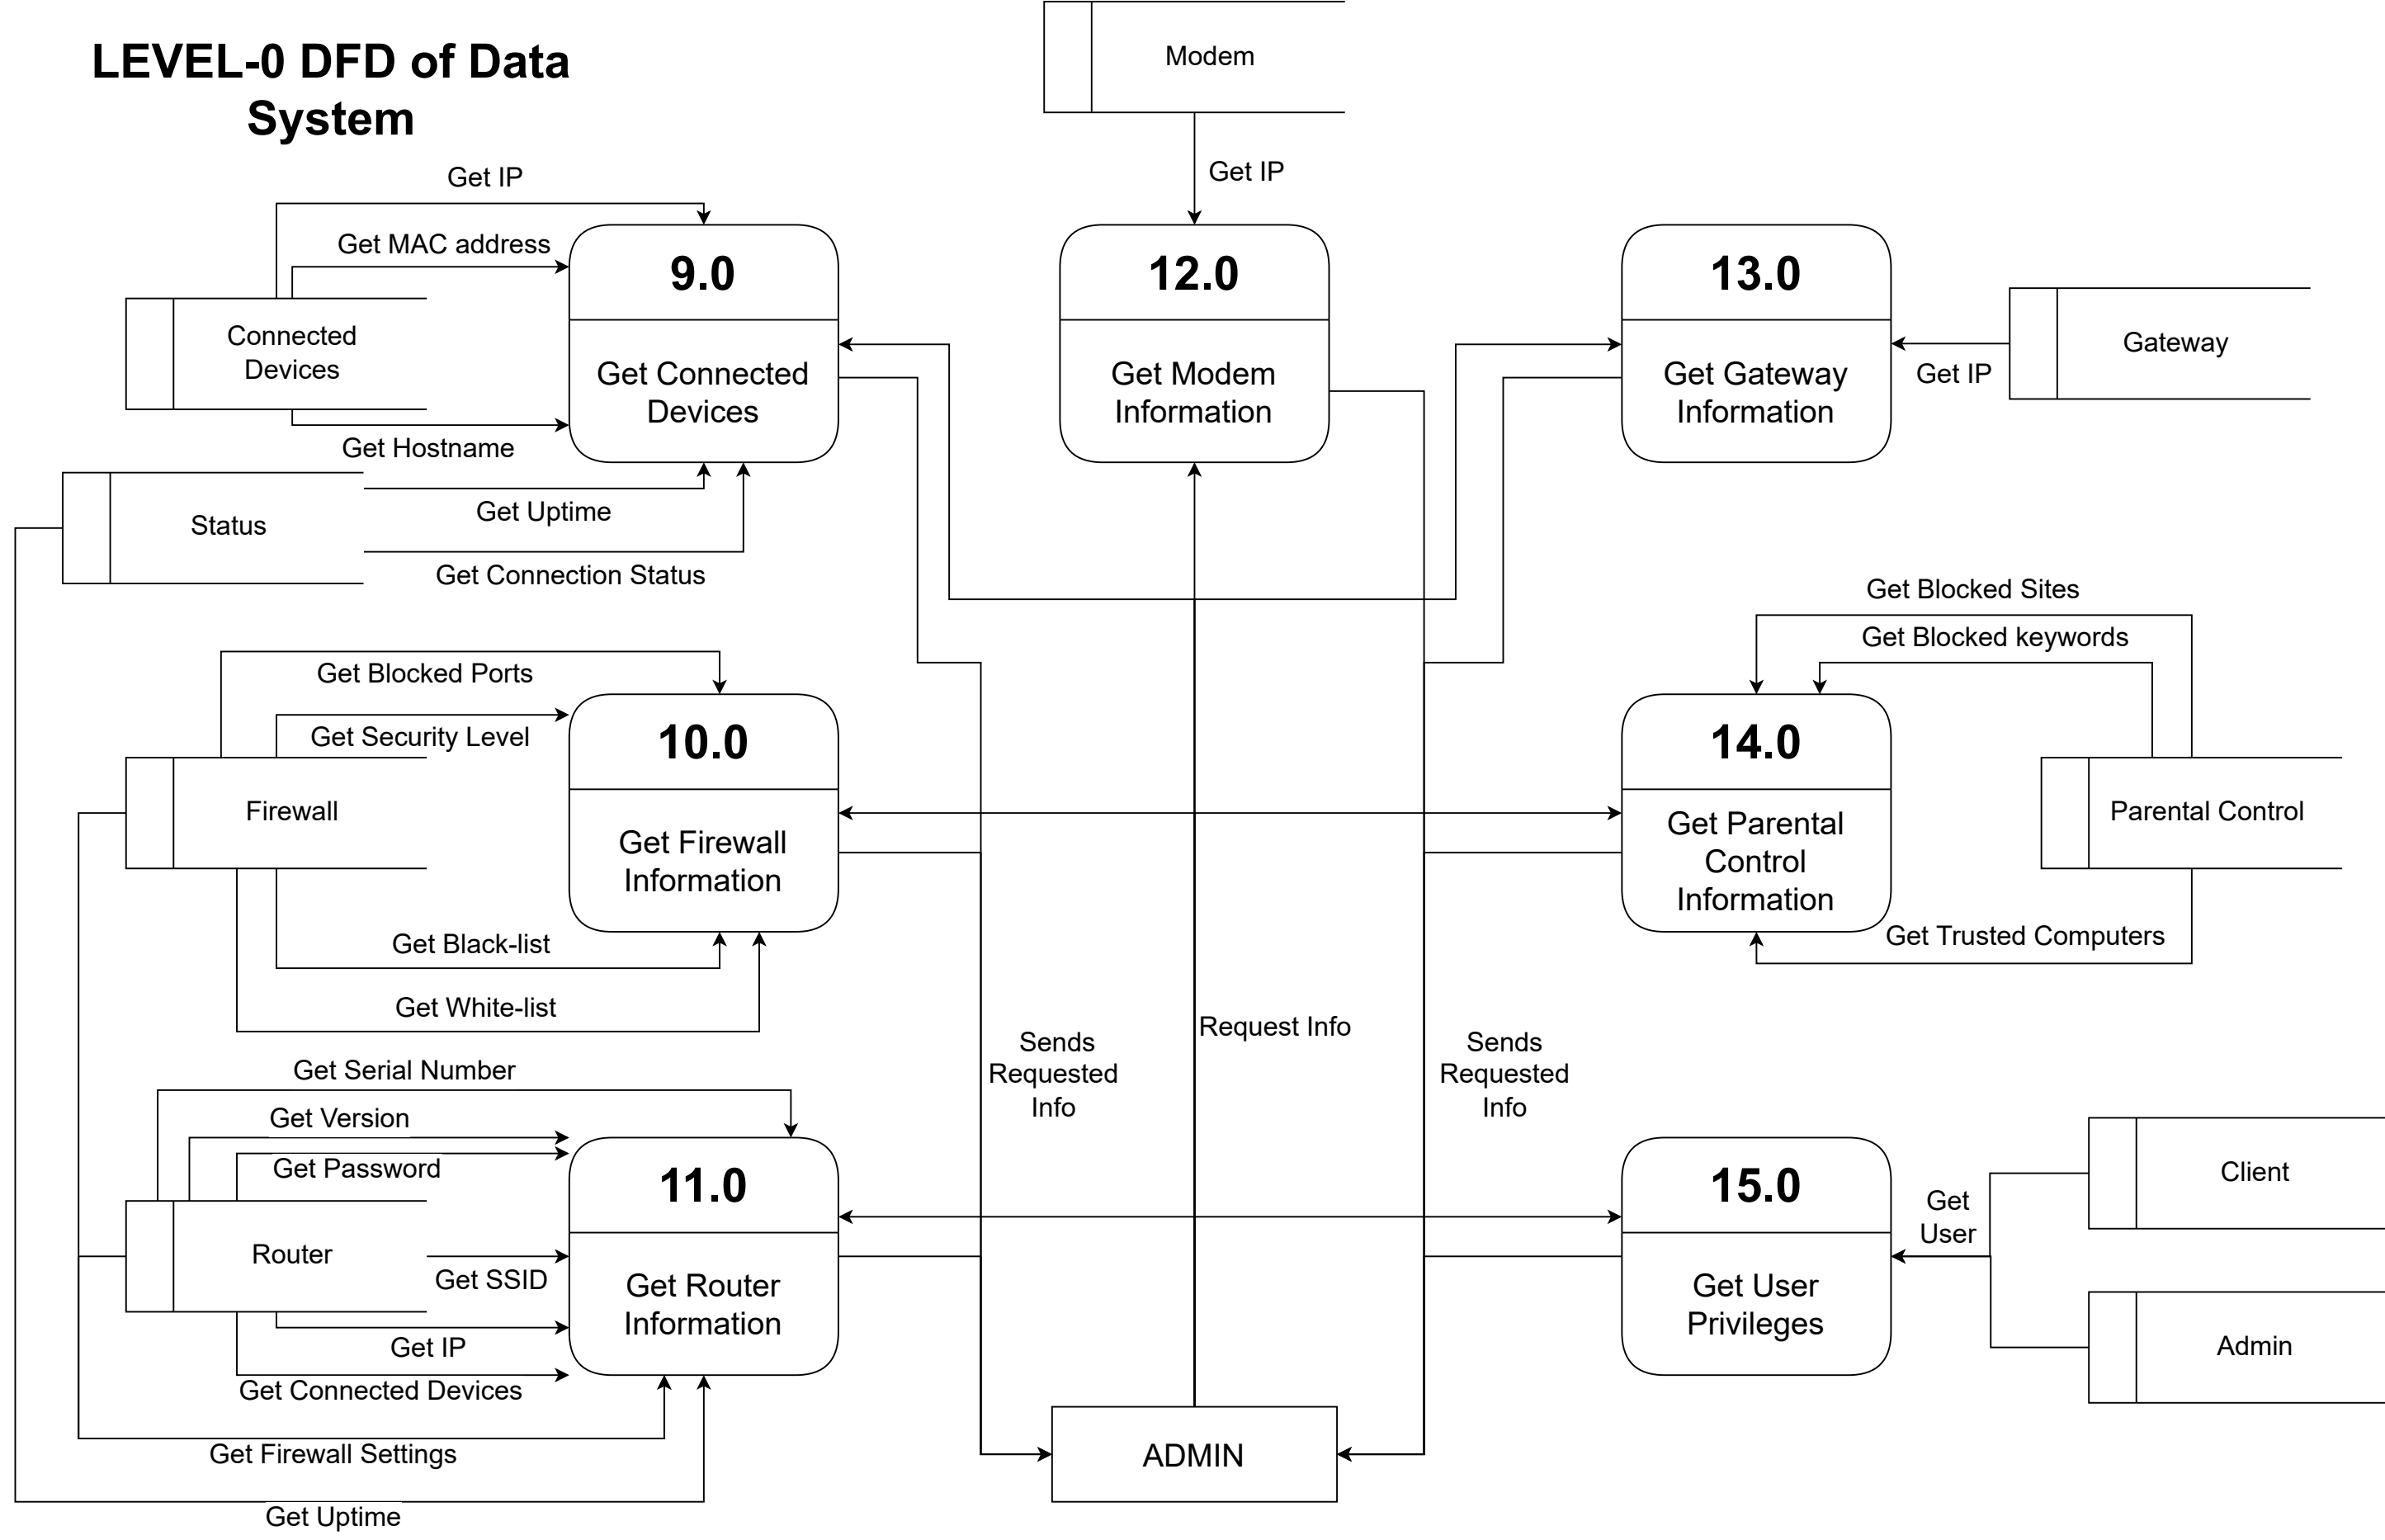 LEVEL-0 DFD of Data
System
Modem
Get IP
Get IP
Get MAC address
9.0
Get Connected
Devices
12.0
Get Modem
Information
13.0
Get Gateway
Information
Gateway
Get IP
Connected
Devices
Get Hostname
Status
Get Uptime
Get Connection Status
Get Blocked Sites
Get Blocked keywords
Get Blocked Ports
Get Security Level
10.0
Get Firewall
Information
Firewall
Get Black-list
Get White-list
14.0
Get Parental
Control
Information
Parental Control
Get Trusted Computers
Sends
Requested
Info
Request Info
Sends
Requested
Info
Get Serial Number
Get Version
Get Password
11.0
Get Router
Information
Router
Get SSID
Get IP
Get Connected Devices
Get Firewall Settings
Get Uptime
15.0
Get User
Privileges
Get
User
Client
Admin
ADMIN